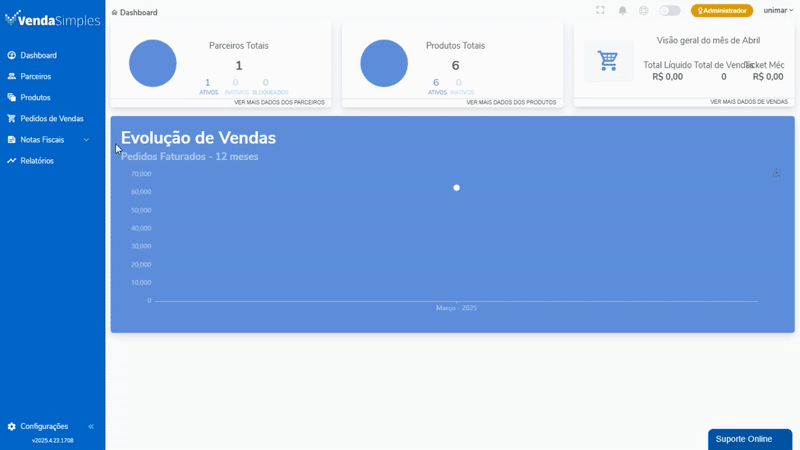 VendaSimples
Dashboard
Parceiros
Produtos
Pedidos de Vendas
Notas Fiscais
Relatórios
Configurações
v2025.4.23.1708
Dashboard
Administrador
unimar
Parceiros Totais
1
1 0 0
ATIVOS INATIVOS BLOQUEADOS
VER MAIS DADOS DOS PARCEIROS
Produtos Totais
6
6 0
ATIVOS INATIVOS
VER MAIS DADOS DOS PRODUTOS
Visão geral do mês de Abril
Total Líquido Total de Vendas Ticket Méc
R$ 0,00 0 R$ 0,00
VER MAIS DADOS DE VENDAS
Evolução de Vendas
Pedidos Faturados - 12 meses
70,000
60,000
50,000
40,000
30,000
20,000
10,000
0
Março - 2025
Suporte Online